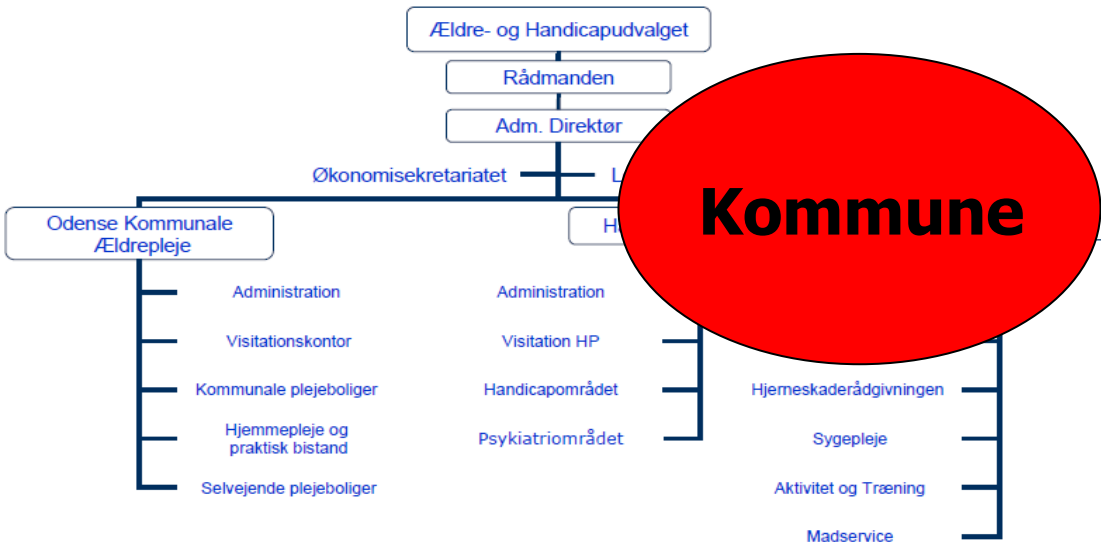 Ældre- og Handicapudvalget
Rådmanden
Adm. Direktør
Økonomisekretariatet
Kommune
Odense Kommunale
Ældrepleje
Administration
Visitationskontor
Kommunale plejeboliger
Hjemmepleje og
praktisk bistand
Selvejende plejeboliger
Administration
Visitation HP
Handicapområdet
Psykiatriområdet
Hjerneskaderådgivningen
Sygepleje
Aktivitet og Træning
Madservice